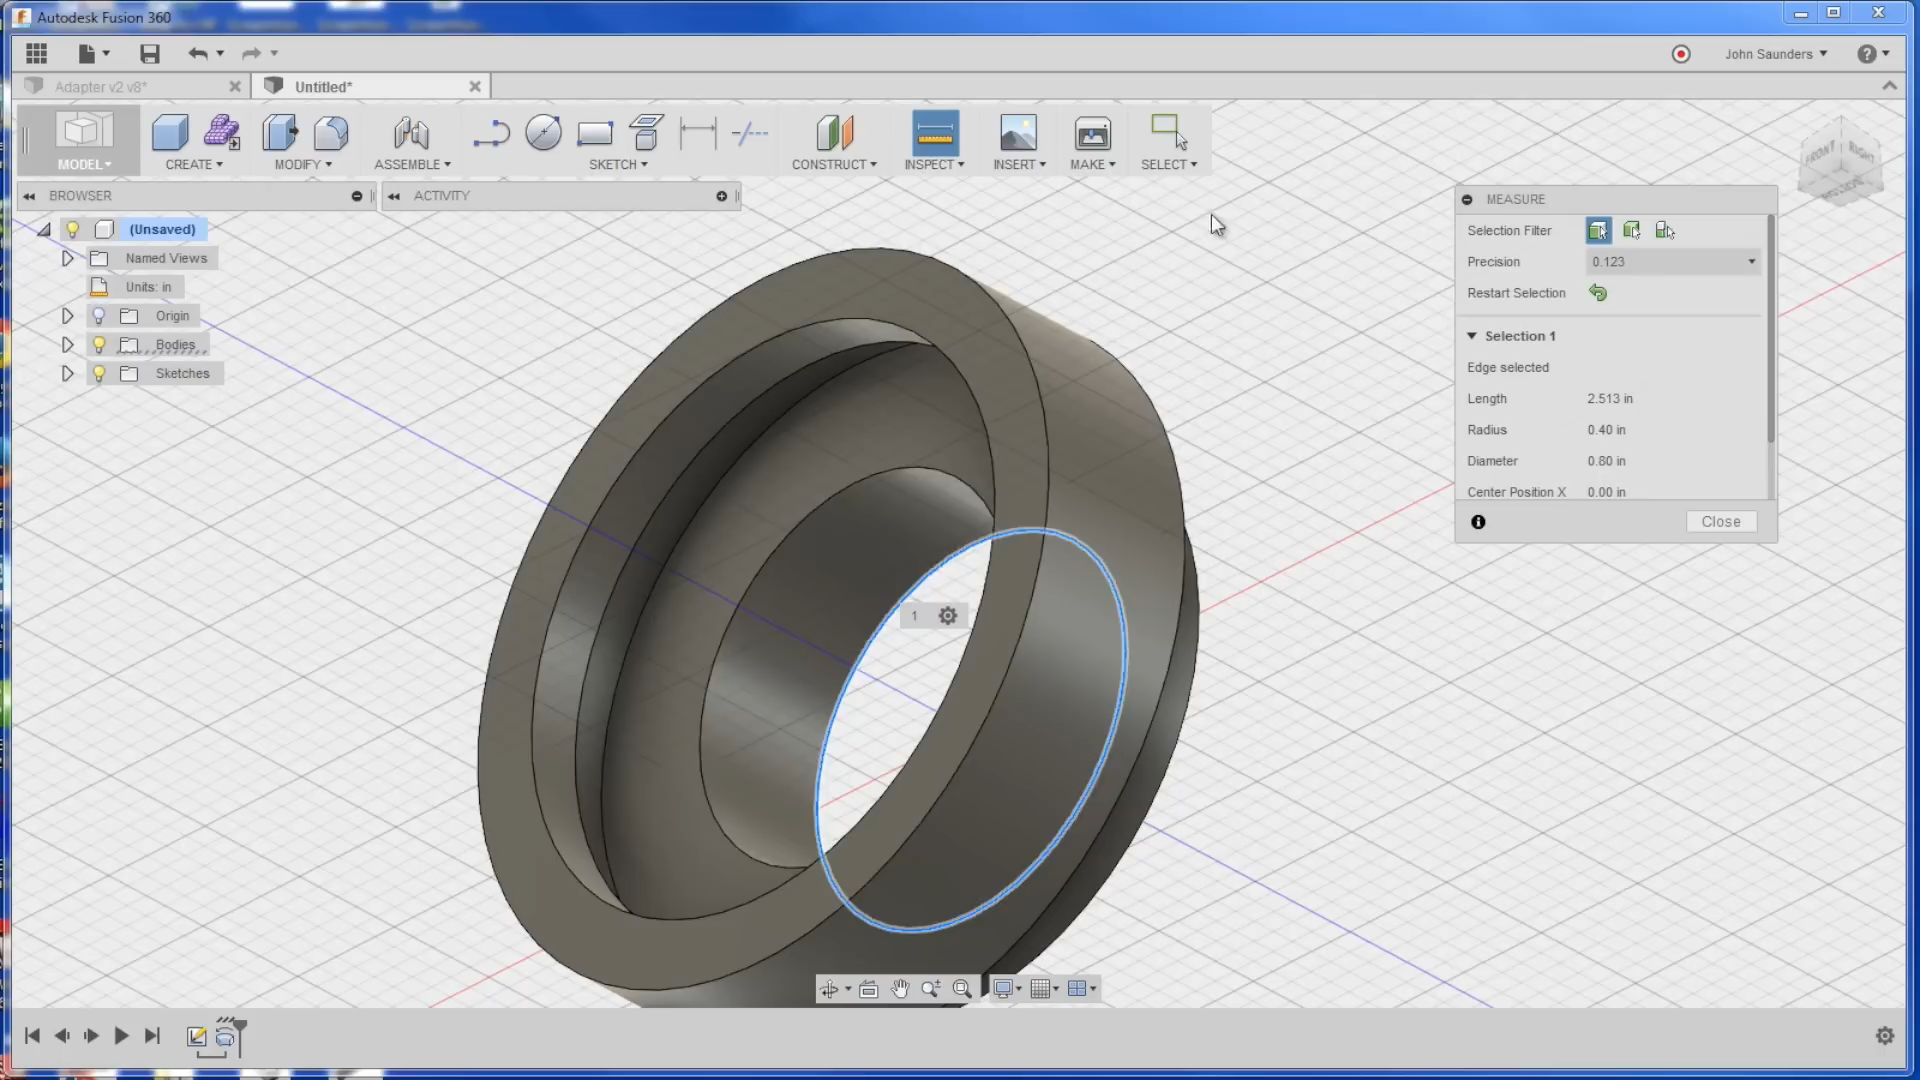 Autodesk Fusion 360
John Saunders
Adapter v2 v8*
Untitled*
MODEL
CREATE
MODIFY
ASSEMBLE
SKETCH
CONSTRUCT
INSPECT
INSERT
MAKE
SELECT
BROWSER
ACTIVITY
(Unsaved)
Named Views
Units: in
Origin
Bodies
Sketches
FRONT
RIGHT
MEASURE
Selection Filter
Precision 0.123
Restart Selection
Selection 1
Edge selected
Length 2.513 in
Radius 0.40 in
Diameter 0.80 in
Center Position X 0.00 in
Close
1